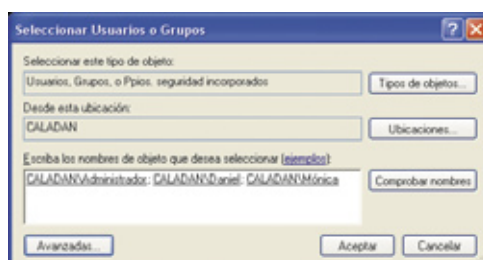 Seleccionar Usuarios o Grupos
Seleccionar este tipo de objeto:
Usuarios, Grupos, o Ppios. seguridad incorporados
Tipos de objetos...
Desde esta ubicación:
CALADAN
Ubicaciones...
Escriba los nombres de objeto que desea seleccionar (ejemplos):
CALADAN\Administrador; CALADAN\Daniel; CALADAN\Mónica
Comprobar nombres
Avanzadas...
Aceptar
Cancelar